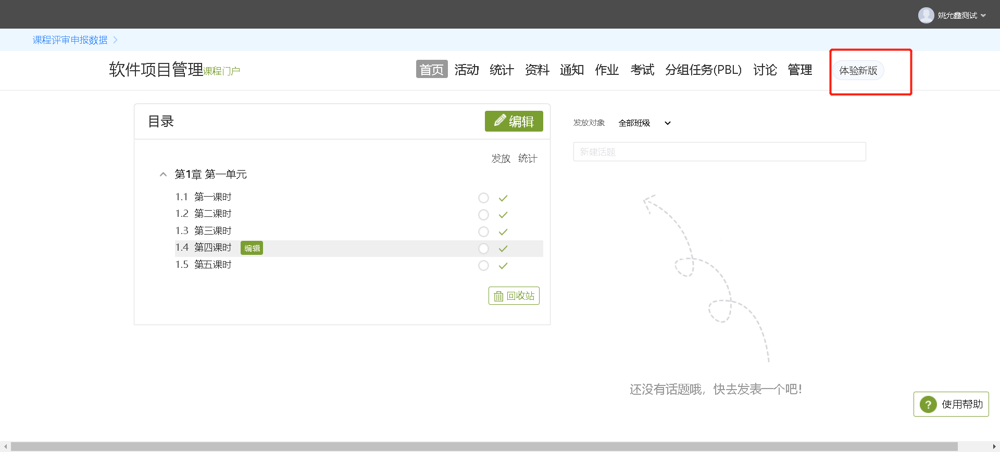 姚允鑫测试
课程评审申报数据
软件项目管理课程门户 首页 活动 统计 资料 通知 作业 考试 分组任务(PBL) 讨论 管理 体验新版
目录 编辑
发放 统计
第1章 第一单元
1.1 第一课时
1.2 第二课时
1.3 第三课时
1.4 第四课时 编辑
1.5 第五课时
回收站
发放对象 全部班级
新建话题
还没有话题哦，快去发表一个吧！
? 使用帮助